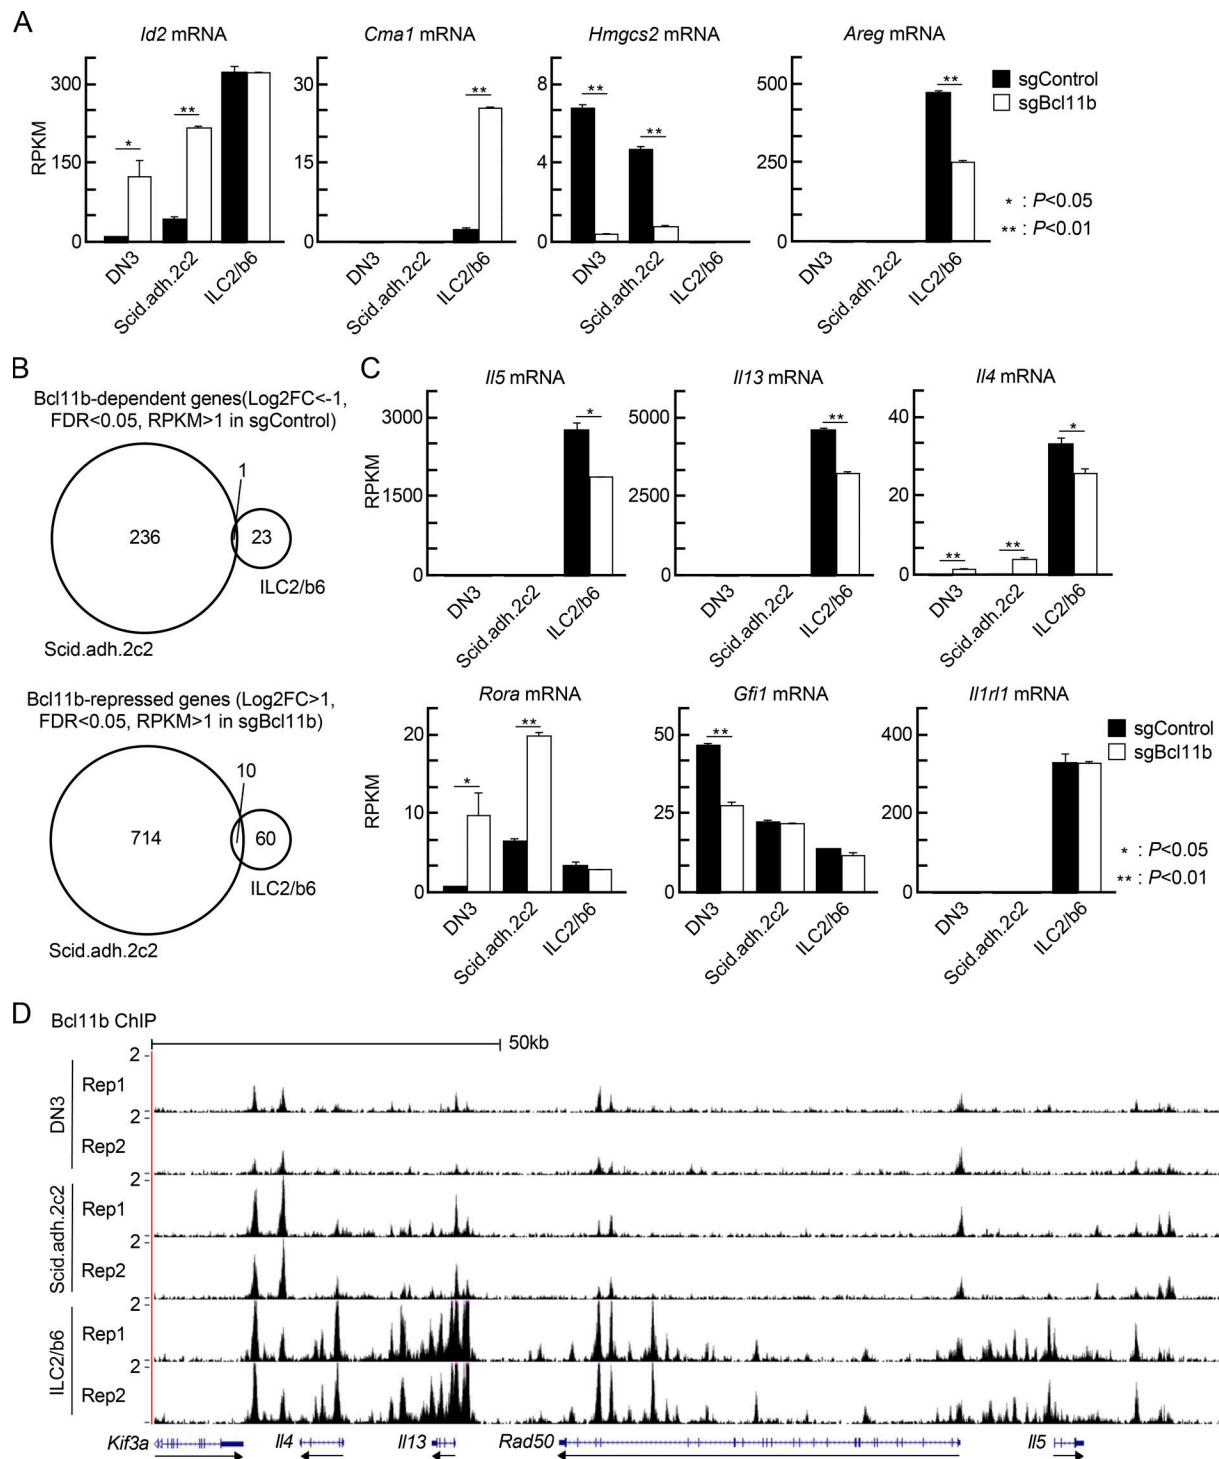 A
Id2 mRNA
Cma1 mRNA
Hmgcs2 mRNA
Areg mRNA
RPKM
300
150
0
*
**
DN3
Scid.adh.2c2
ILC2/b6
30
15
0
**
DN3
Scid.adh.2c2
ILC2/b6
8
4
0
**
**
DN3
Scid.adh.2c2
ILC2/b6
500
250
0
**
DN3
Scid.adh.2c2
ILC2/b6
sgControl
sgBcl11b
* : P<0.05
** : P<0.01
B
Bcl11b-dependent genes(Log2FC<-1,
FDR<0.05, RPKM>1 in sgControl)
1
236
23
ILC2/b6
Scid.adh.2c2
Bcl11b-repressed genes (Log2FC>1,
FDR<0.05, RPKM>1 in sgBcl11b)
10
714
60
ILC2/b6
Scid.adh.2c2
C
Il5 mRNA
Il13 mRNA
Il4 mRNA
RPKM
3000
1500
0
*
DN3
Scid.adh.2c2
ILC2/b6
5000
2500
0
**
DN3
Scid.adh.2c2
ILC2/b6
40
20
0
**
**
*
DN3
Scid.adh.2c2
ILC2/b6
Rora mRNA
Gfi1 mRNA
Il1rl1 mRNA
RPKM
20
10
0
*
**
DN3
Scid.adh.2c2
ILC2/b6
50
25
0
**
DN3
Scid.adh.2c2
ILC2/b6
400
200
0
DN3
Scid.adh.2c2
ILC2/b6
sgControl
sgBcl11b
* : P<0.05
** : P<0.01
D
Bcl11b ChIP
50kb
DN3
2
Rep1
2
Rep2
Scid.adh.2c2
2
Rep1
2
Rep2
ILC2/b6
2
Rep1
2
Rep2
Kif3a
Il4
Il13
Rad50
Il5